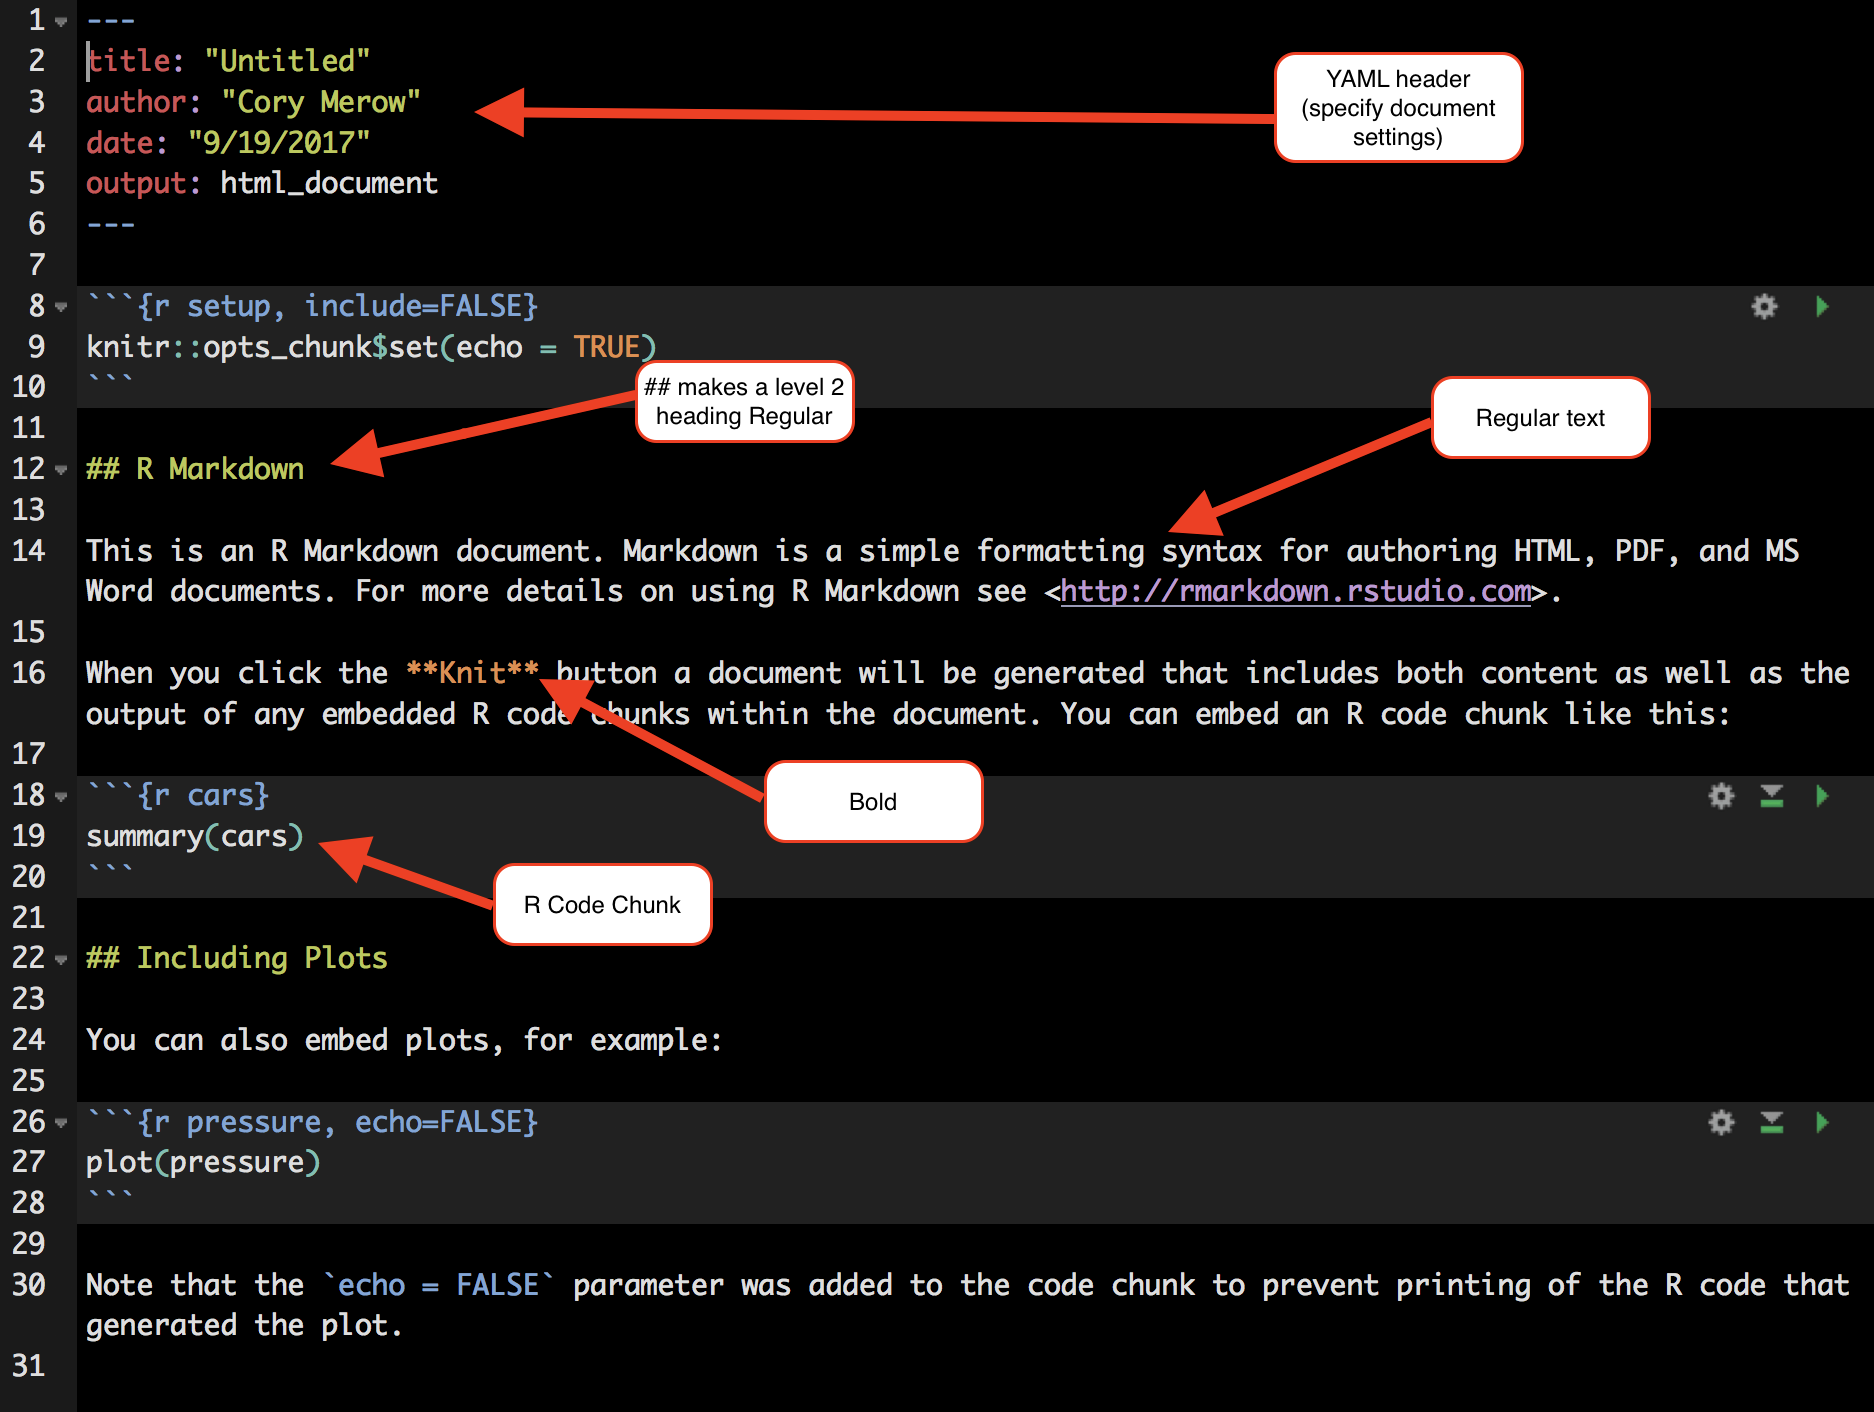 1 ---
2 title: "Untitled"
3 author: "Cory Merow"
4 date: "9/19/2017"
5 output: html_document
6 ---
YAML header
(specify document
settings)
7
8 ```{r setup, include=FALSE}
9 knitr::opts_chunk$set(echo = TRUE)
10 ```
## makes a level 2
heading Regular
Regular text
11
12 ## R Markdown
13
14 This is an R Markdown document. Markdown is a simple formatting syntax for authoring HTML, PDF, and MS
Word documents. For more details on using R Markdown see <http://rmarkdown.rstudio.com>.
15
16 When you click the **Knit** button a document will be generated that includes both content as well as the
output of any embedded R code chunks within the document. You can embed an R code chunk like this:
17
Bold
18 ```{r cars}
19 summary(cars)
20 ```
R Code Chunk
21
22 ## Including Plots
23
24 You can also embed plots, for example:
25
26 ```{r pressure, echo=FALSE}
27 plot(pressure)
28 ```
29
30 Note that the `echo = FALSE` parameter was added to the code chunk to prevent printing of the R code that
generated the plot.
31